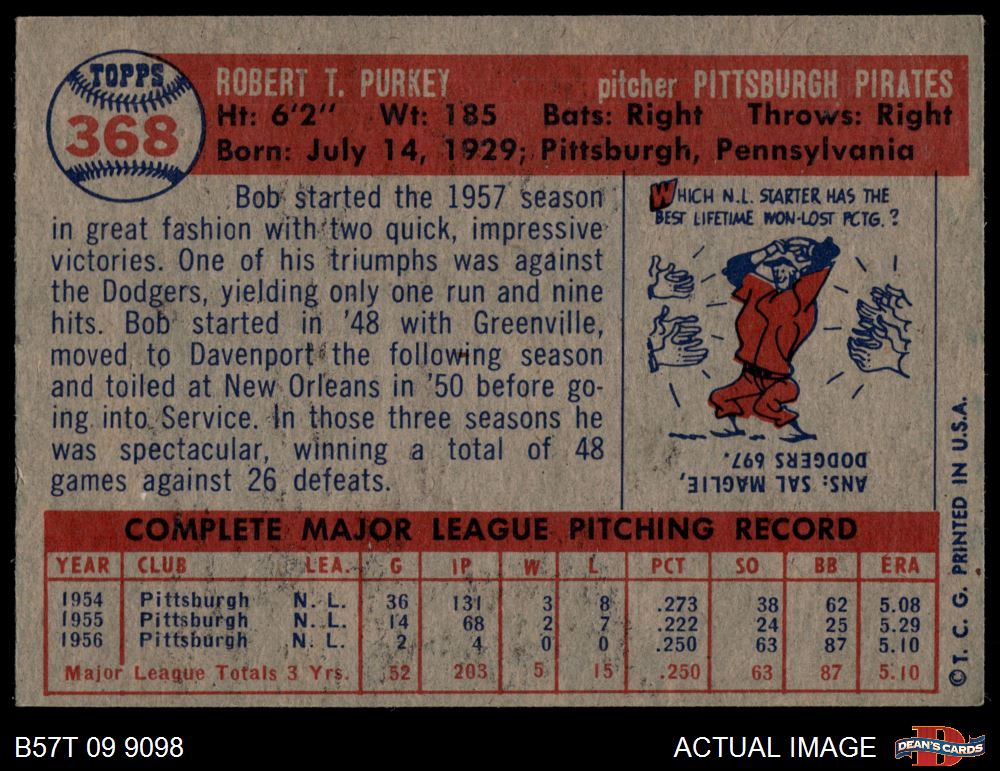 TOPPS
368
ROBERT T. PURKEY pitcher PITTSBURGH PIRATES
Ht: 6'2" Wt: 185 Bats: Right Throws: Right
Born: July 14, 1929; Pittsburgh, Pennsylvania
Bob started the 1957 season
in great fashion with two quick, impressive
victories. One of his triumphs was against
the Dodgers, yielding only one run and nine
hits. Bob started in '48 with Greenville,
moved to Davenport the following season
and toiled at New Orleans in '50 before go-
ing into Service. In those three seasons he
was spectacular, winning a total of 48
games against 26 defeats.
WHICH N.L. STARTER HAS THE
BEST LIFETIME WON-LOST PCTG.?
ANS: SAL MAGLIE,
DODGERS 697.
COMPLETE MAJOR LEAGUE PITCHING RECORD
YEAR CLUB LEA. G IP W L PCT SO BB ERA
1954 Pittsburgh N. L. 36 131 3 8 .273 38 62 5.08
1955 Pittsburgh N. L. 14 68 2 7 .222 24 25 5.29
1956 Pittsburgh N. L. 2 4 0 0 .250 63 87 5.10
Major League Totals 3 Yrs. 52 203 5 15 .250 63 87 5.10
© T. C. G. PRINTED IN U.S.A.
B57T 09 9098 ACTUAL IMAGE
DEAN'S CARDS